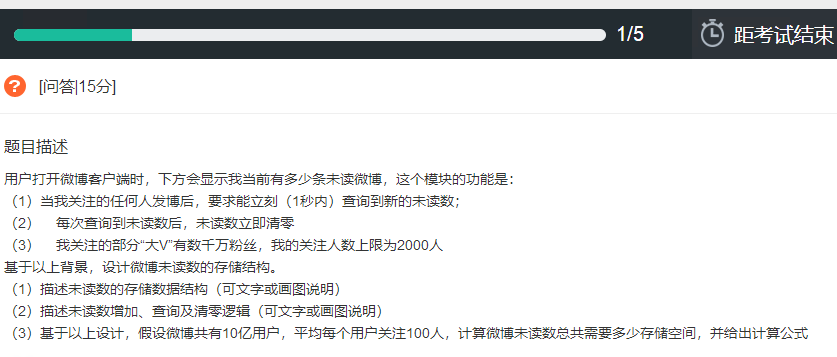 1/5 距考试结束
[问答|15分]
题目描述
用户打开微博客户端时，下方会显示我当前有多少条未读微博，这个模块的功能是：
（1）当我关注的任何人发博后，要求能立刻（1秒内）查询到新的未读数；
（2） 每次查询到未读数后，未读数立即清零
（3） 我关注的部分“大V”有数千万粉丝，我的关注人数上限为2000人
基于以上背景，设计微博未读数的存储结构。
（1）描述未读数的存储数据结构（可文字或画图说明）
（2）描述未读数增加、查询及清零逻辑（可文字或画图说明）
（3）基于以上设计，假设微博共有10亿用户，平均每个用户关注100人，计算微博未读数总共需要多少存储空间，并给出计算公式